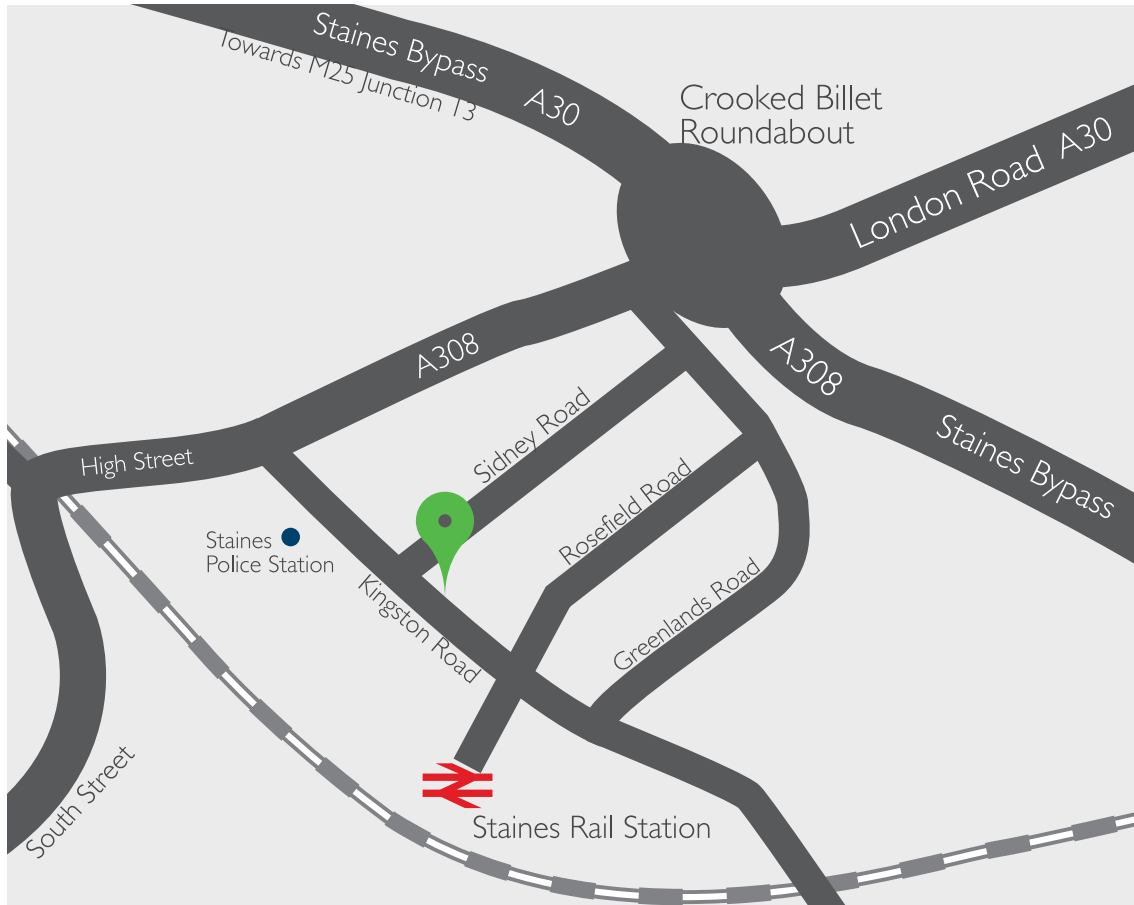 Staines Bypass
A30
Towards M25 Junction 13
Crooked Billet
Roundabout
London Road A30
A308
A308
Staines Bypass
Sidney Road
High Street
Rosefield Road
Staines
Police Station
Kingston Road
Greenlands Road
South Street
Staines Rail Station